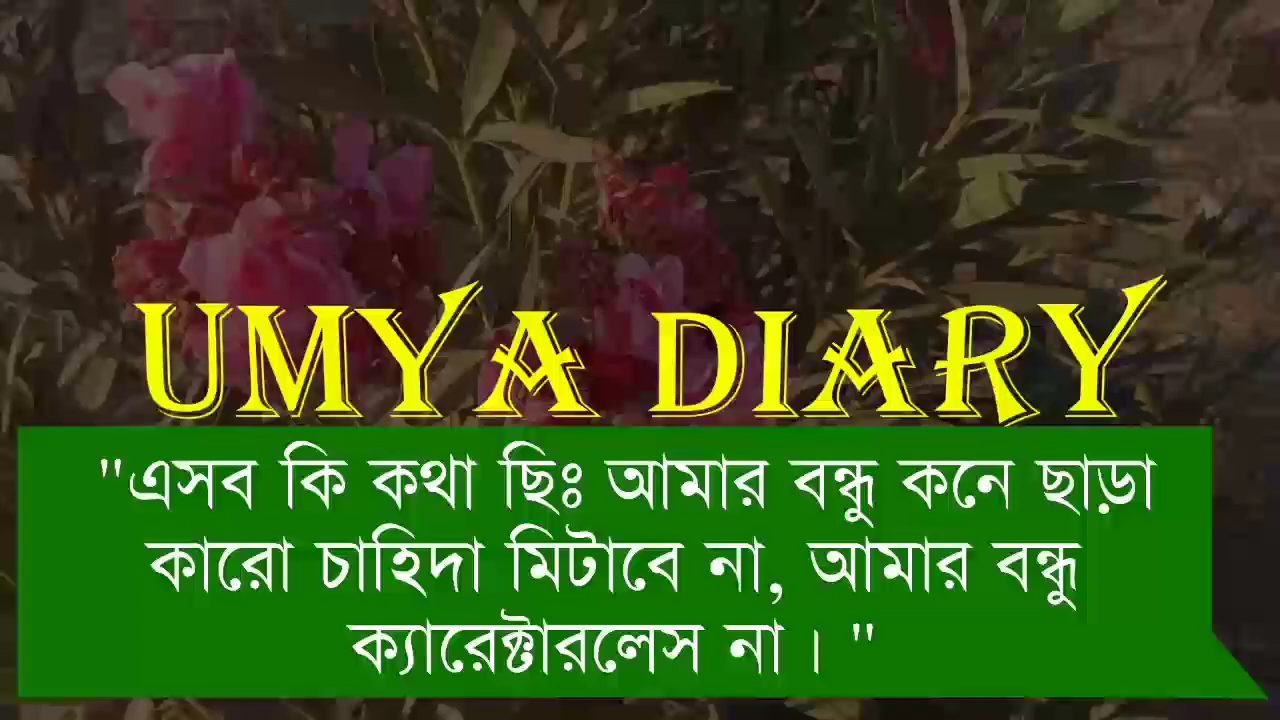 UMYA DIARY
"এসব কি কথা ছিঃ আমার বন্ধু কনে ছাড়া
কারো চাহিদা মিটাবে না, আমার বন্ধু
ক্যারেক্টারলেস না। "